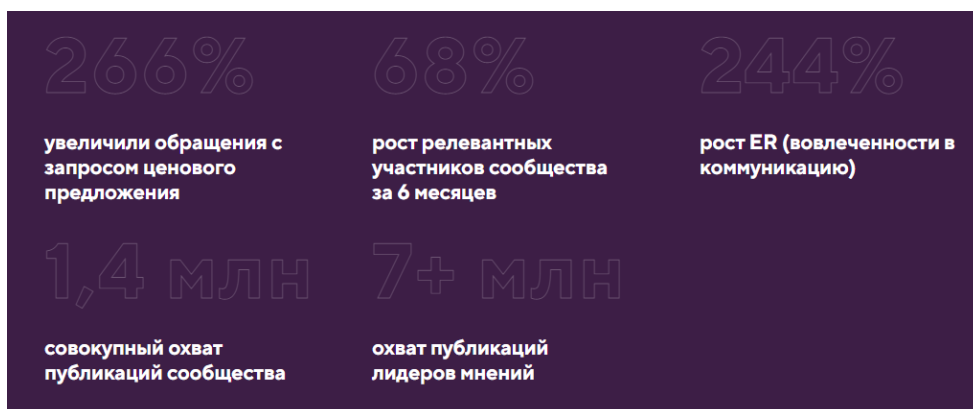 266%
увеличили обращения с
запросом ценового
предложения
68%
рост релевантных
участников сообщества
за 6 месяцев
244%
рост ER (вовлеченности в
коммуникацию)
1,4 млн
совокупный охват
публикаций сообщества
7+ млн
охват публикаций
лидеров мнений